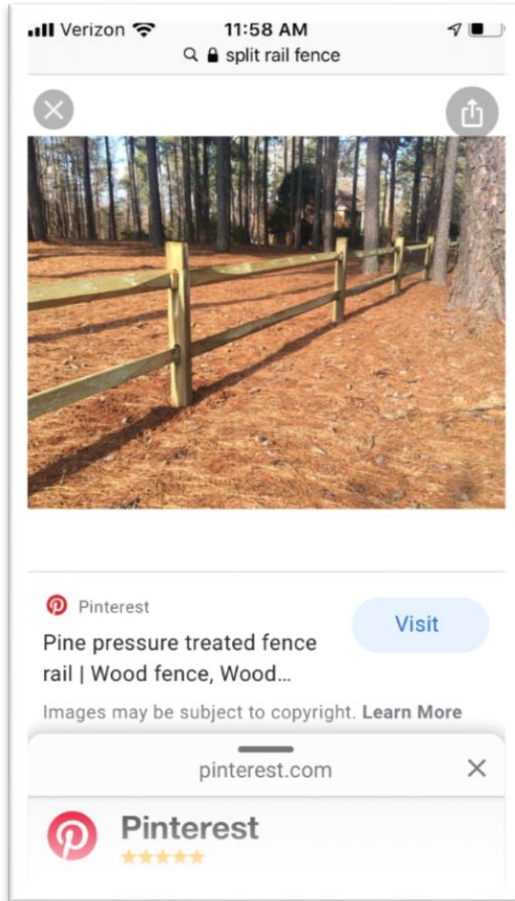 Verizon 11:58 AM
split rail fence
Pinterest
Visit
Pine pressure treated fence
rail | Wood fence, Wood...
Images may be subject to copyright. Learn More
pinterest.com
Pinterest